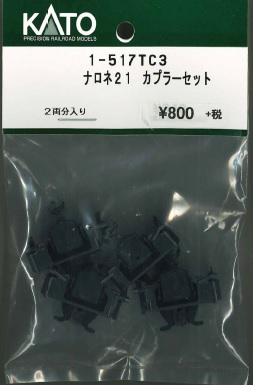 KATO
PRECISION RAILROAD MODELS
1-517TC3
ナロネ21 カプラーセット
2両分入り
¥800 +税